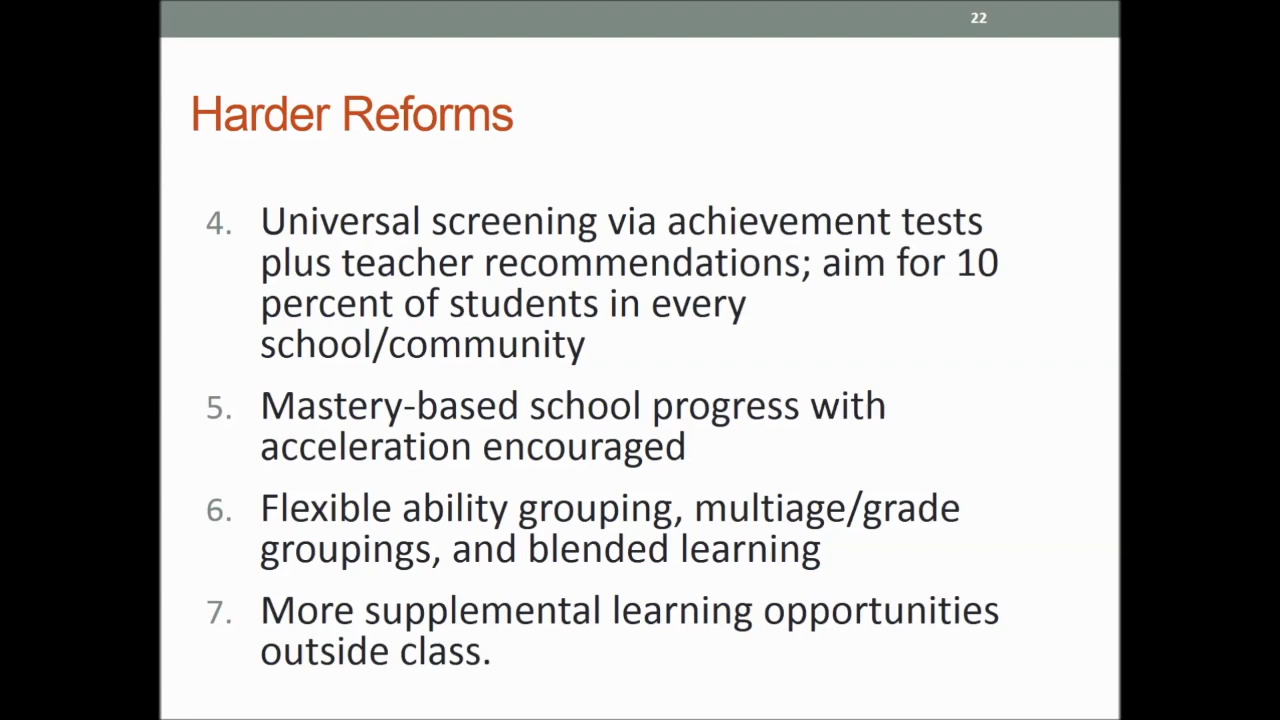 22
Harder Reforms
4. Universal screening via achievement tests
plus teacher recommendations; aim for 10
percent of students in every
school/community
5. Mastery-based school progress with
acceleration encouraged
6. Flexible ability grouping, multiage/grade
groupings, and blended learning
7. More supplemental learning opportunities
outside class.